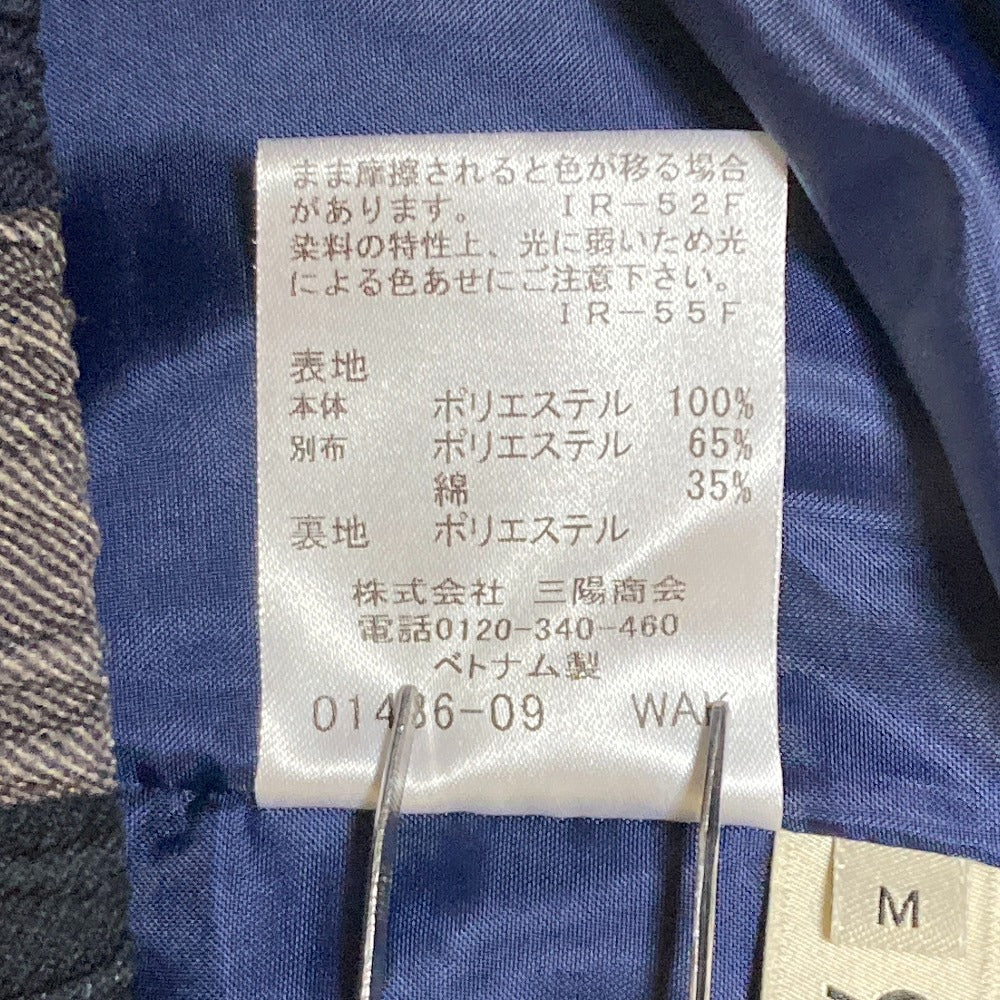 まま摩擦されると色が移る場合
があります。 IR-52F
染料の特性上、光に弱いため光
による色あせにご注意下さい。
IR-55F
表地
本体 ポリエステル 100%
別布 ポリエステル 65%
綿 35%
裏地 ポリエステル
株式会社 三陽商会
電話0120-340-460
ベトナム製
M